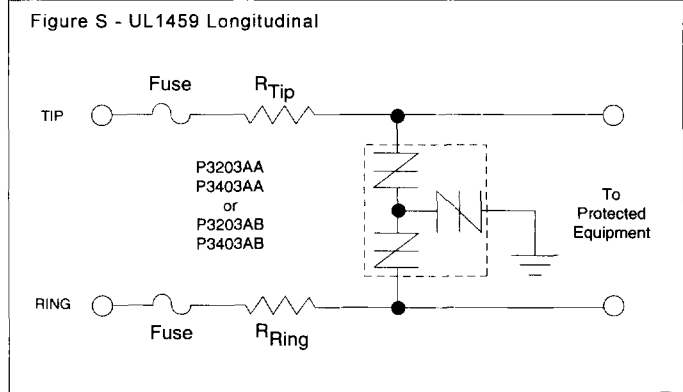 Figure S - UL1459 Longitudinal
Fuse
RTip
TIP
P3203AA
P3403AA
or
P3203AB
P3403AB
To
Protected
Equipment
RING
Fuse
RRing